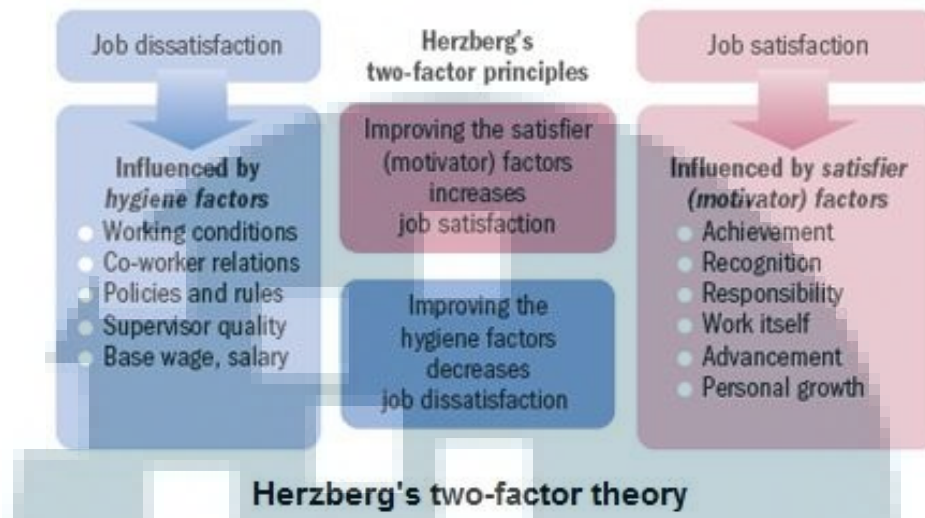 Job dissatisfaction
Influenced by
hygiene factors
Working conditions
Co-worker relations
Policies and rules
Supervisor quality
Base wage, salary
Herzberg's
two-factor principles
Improving the satisfier
(motivator) factors
increases
job satisfaction
Improving the
hygiene factors
decreases
job dissatisfaction
Job satisfaction
Influenced by satisfier
(motivator) factors
Achievement
Recognition
Responsibility
Work itself
Advancement
Personal growth
Herzberg's two-factor theory